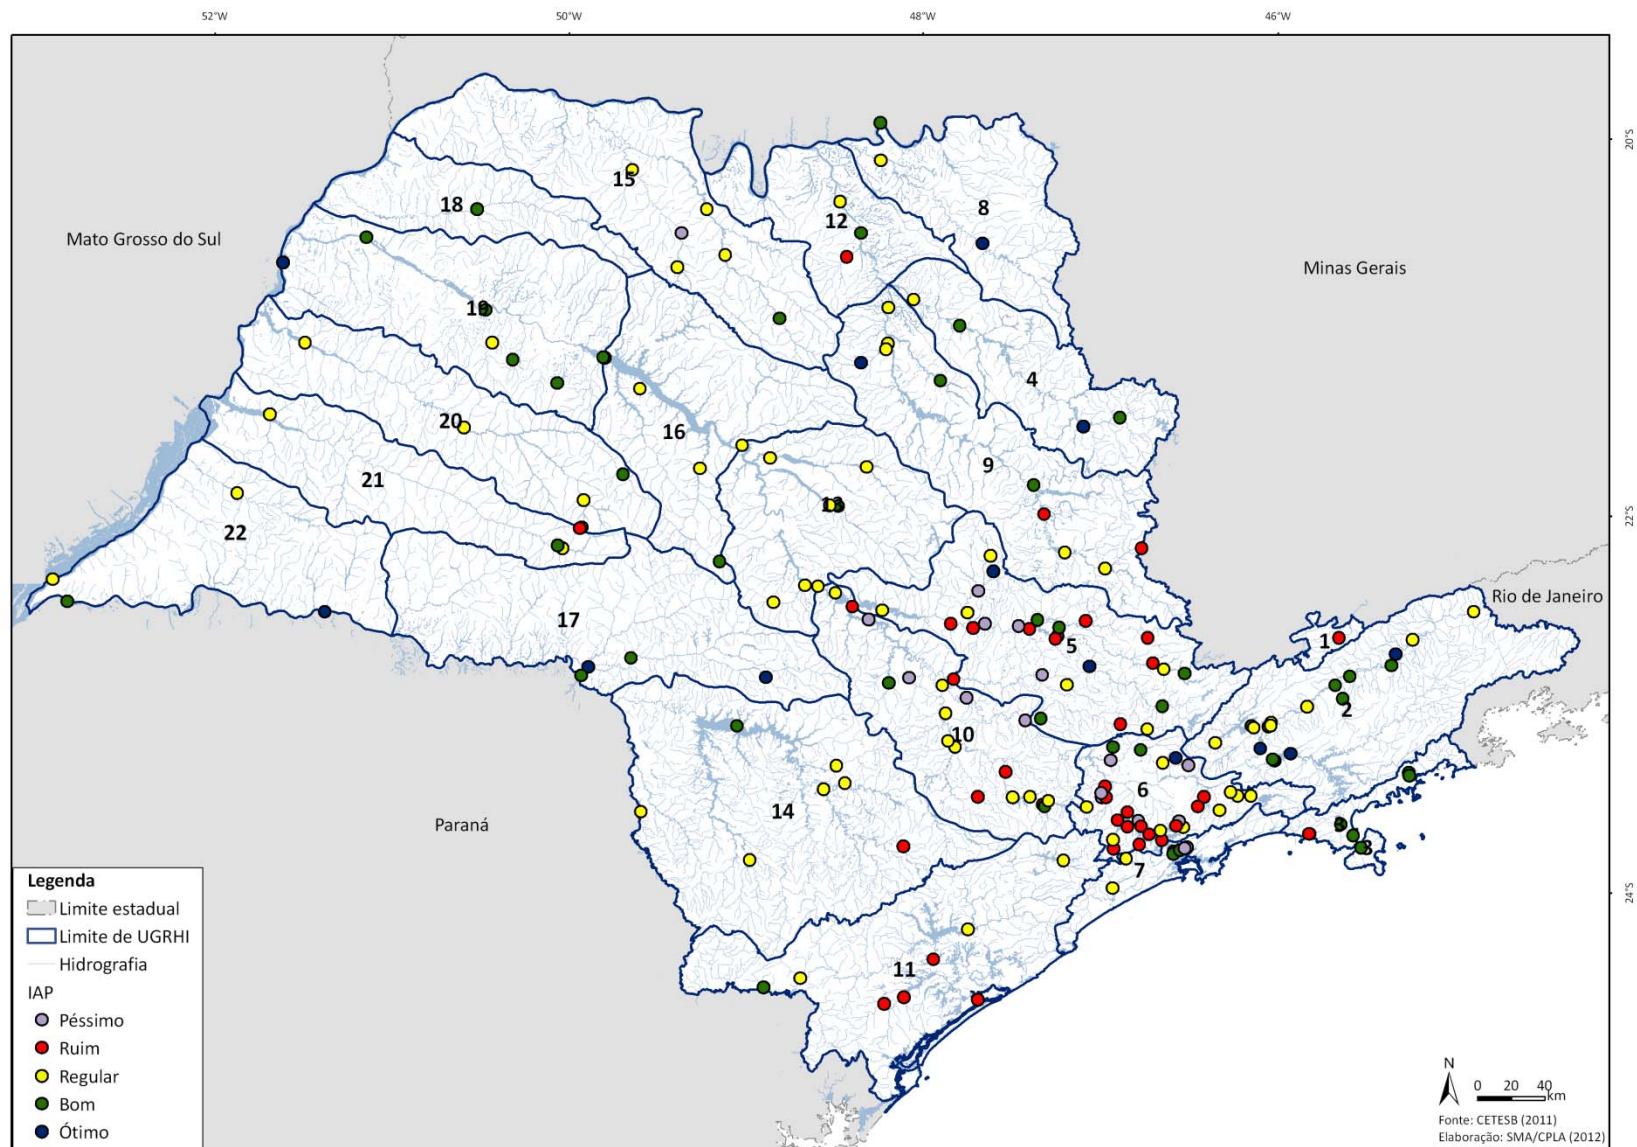 52°W
50°W
48°W
46°W
20°S
15
18
12
8
Mato Grosso do Sul
Minas Gerais
19
4
20
16
9
21
13
22
22°S
Rio de Janeiro
17
1
5
2
10
6
14
Paraná
3
3
7
24°S
11
Legenda
Limite estadual
Limite de UGRHI
Hidrografia
IAP
Péssimo
Ruim
Regular
Bom
Ótimo
N
0 20 40
km
Fonte: CETESB (2011)
Elaboração: SMA/CPLA (2012)